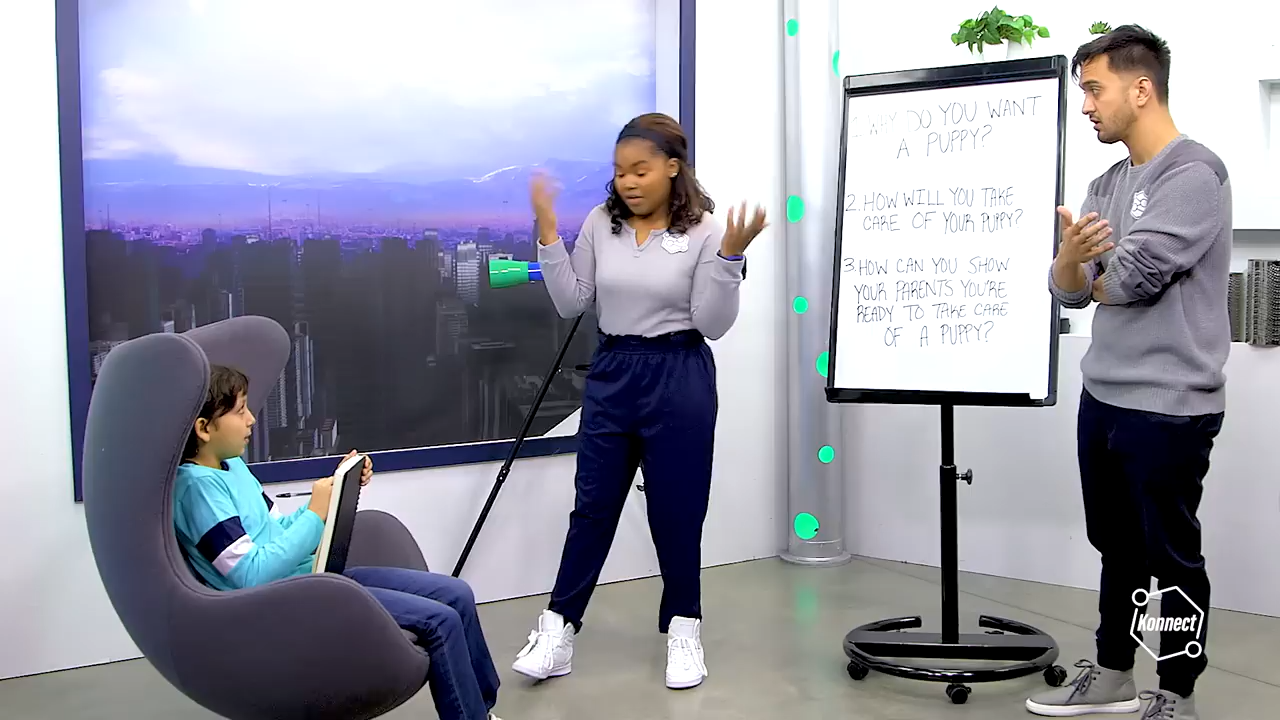 1. WHY DO YOU WANT
A PUPPY?
2. HOW WILL YOU TAKE
CARE OF YOUR PUPPY?
3. HOW CAN YOU SHOW
YOUR PARENTS YOU'RE
READY TO TAKE CARE
OF A PUPPY?
Konnect